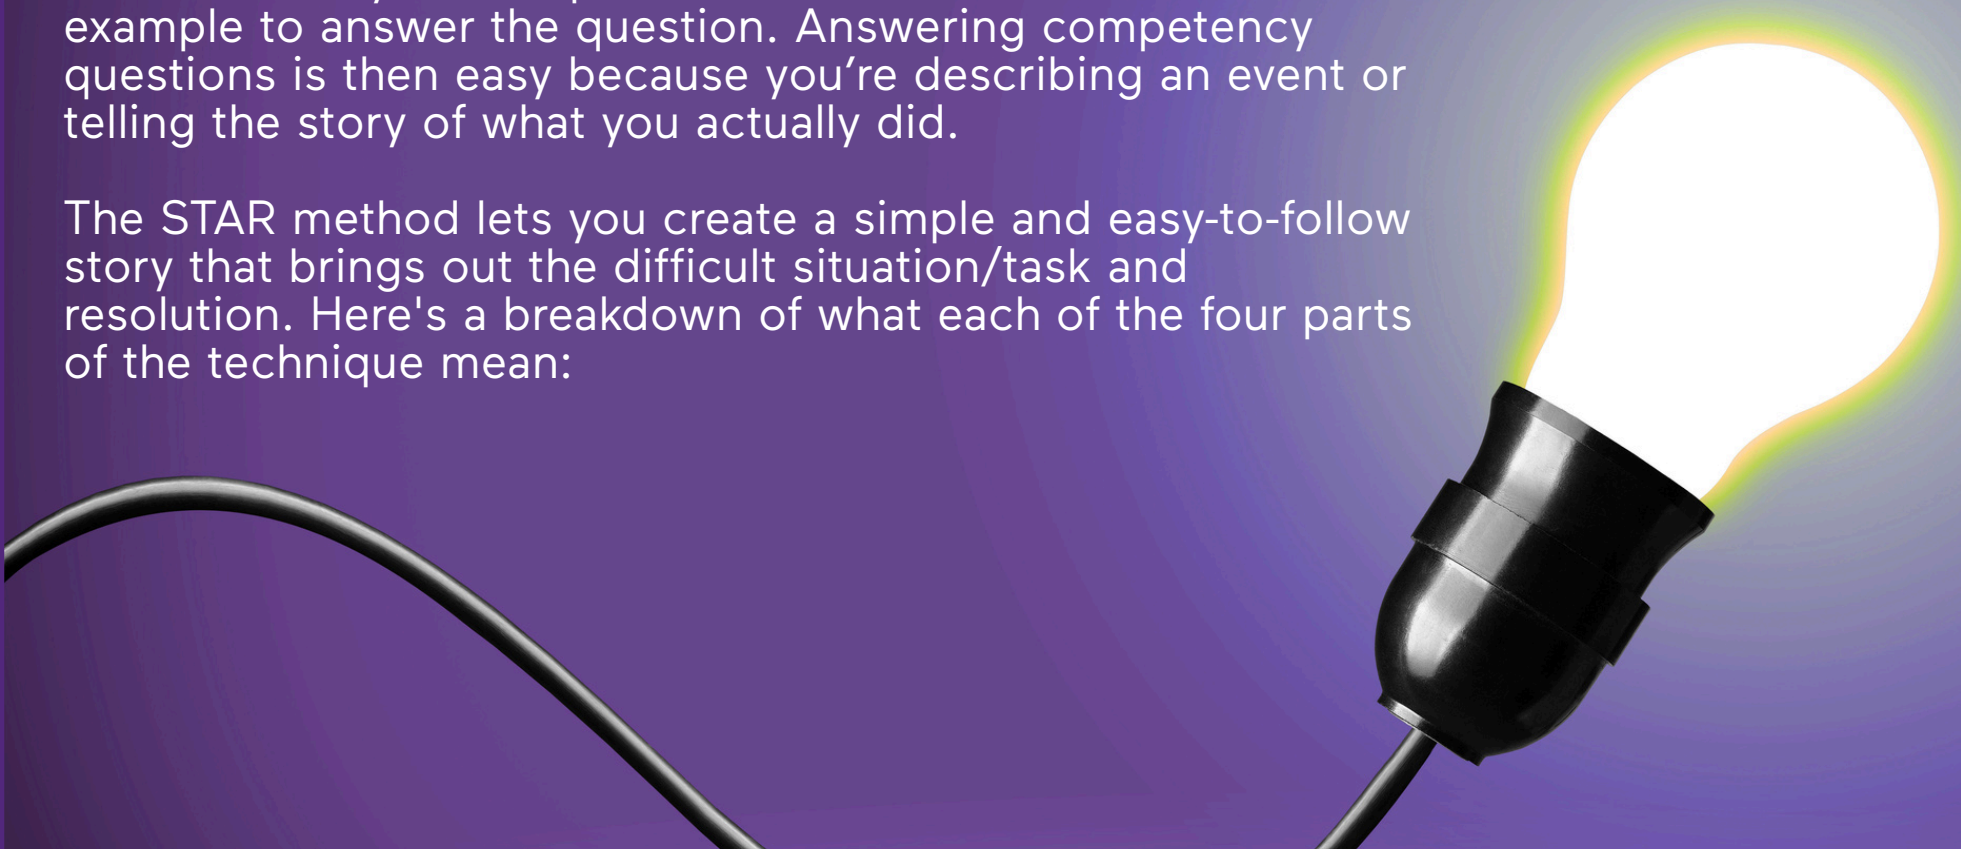 example to answer the question. Answering competency
questions is then easy because you’re describing an event or
telling the story of what you actually did.
The STAR method lets you create a simple and easy-to-follow
story that brings out the difficult situation/task and
resolution. Here's a breakdown of what each of the four parts
of the technique mean: